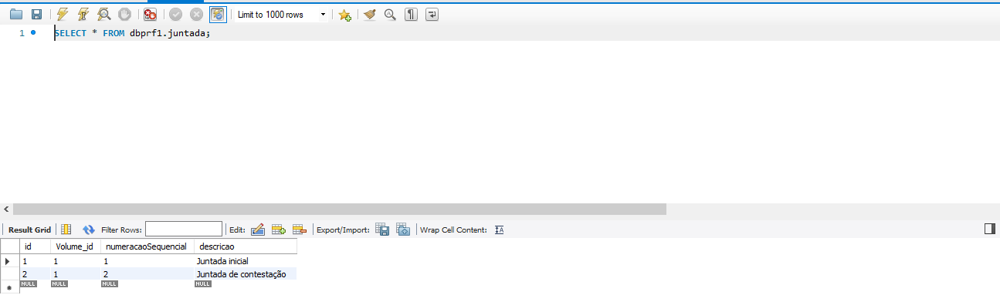 Limit to 1000 rows
1 SELECT * FROM dbprf1.juntada;
Result Grid Filter Rows: Edit: Export/Import: Wrap Cell Content: IA
id Volume_id numeracaoSequencial descricao
1 1 1 Juntada inicial
2 1 2 Juntada de contestação
NULL NULL NULL NULL